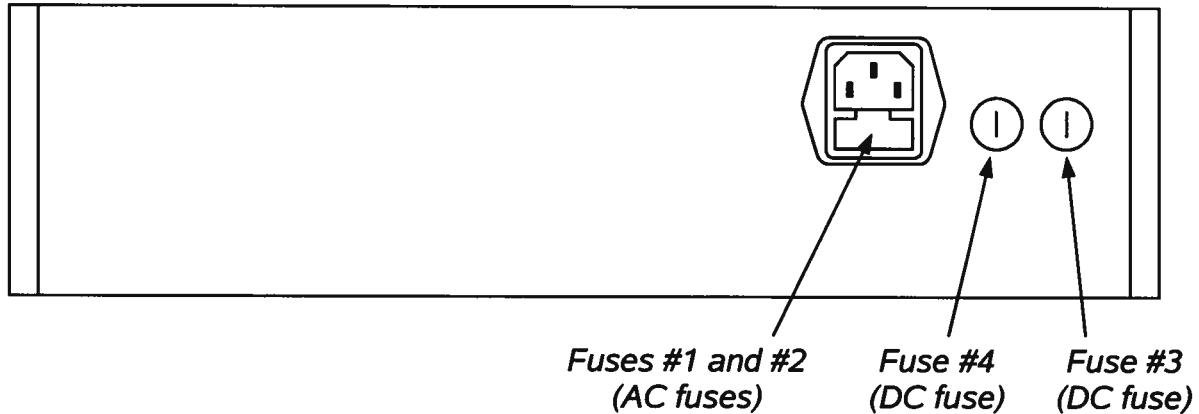 Fuses #1 and #2
(AC fuses)
Fuse #4
(DC fuse)
Fuse #3
(DC fuse)